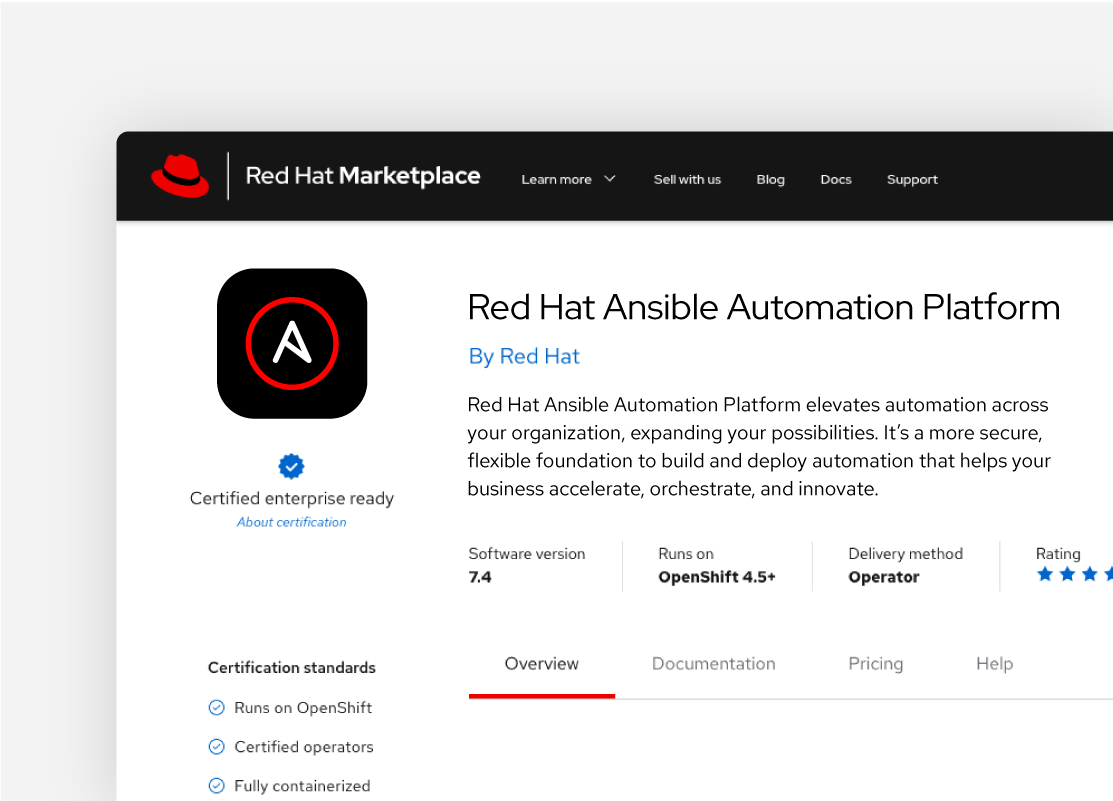 Red Hat Marketplace
Learn more
Sell with us
Blog
Docs
Support
Red Hat Ansible Automation Platform
By Red Hat
Red Hat Ansible Automation Platform elevates automation across
your organization, expanding your possibilities. It’s a more secure,
flexible foundation to build and deploy automation that helps your
business accelerate, orchestrate, and innovate.
Certified enterprise ready
About certification
Software version
7.4
Runs on
OpenShift 4.5+
Delivery method
Operator
Rating
Overview
Documentation
Pricing
Help
Certification standards
Runs on OpenShift
Certified operators
Fully containerized